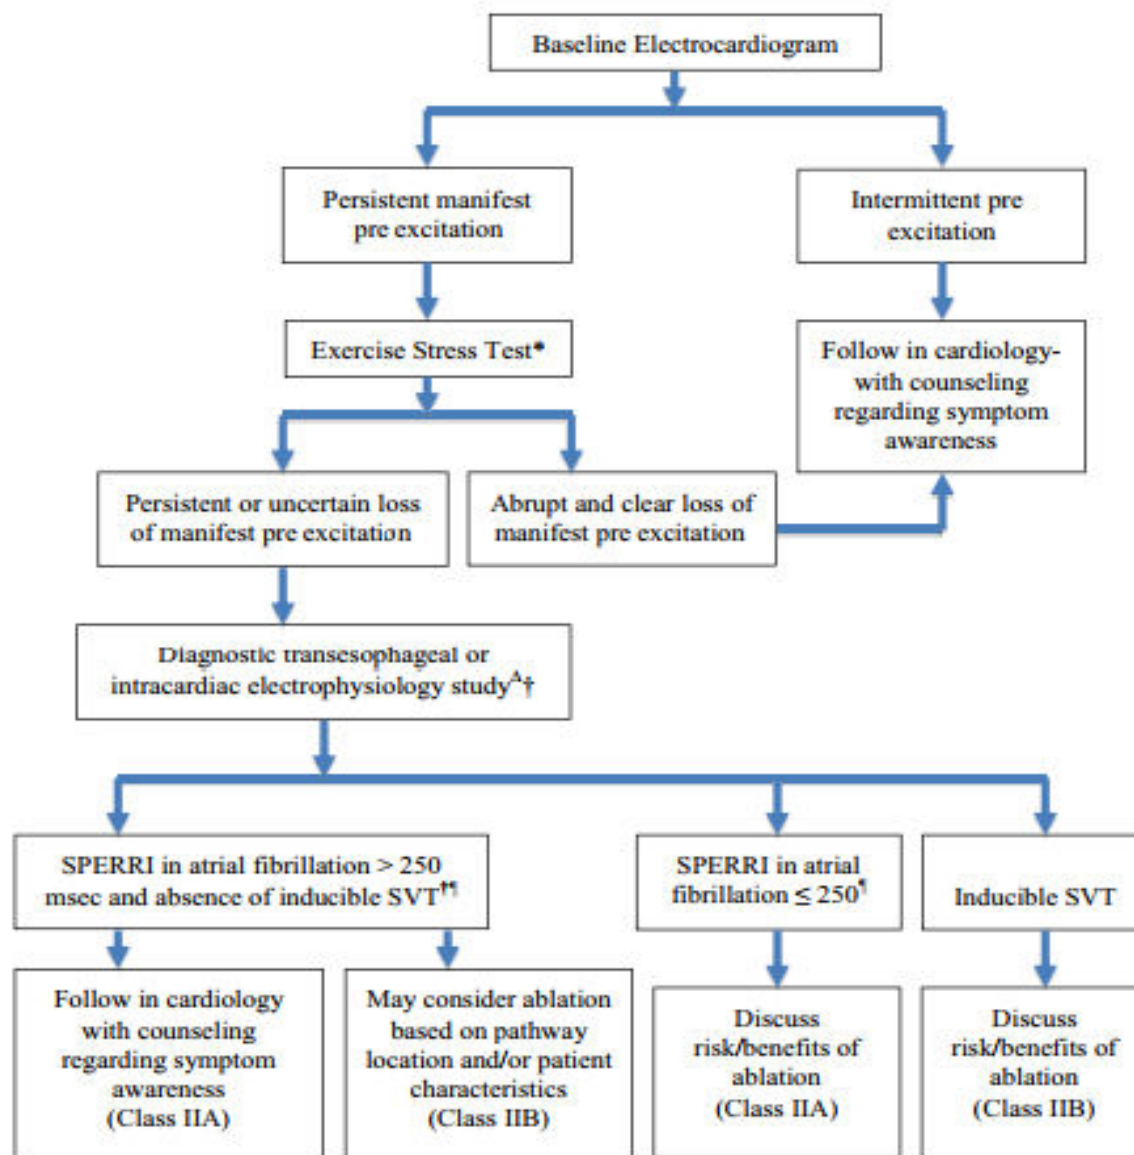 Baseline Electrocardiogram
Persistent manifest
pre excitation
Intermittent pre
excitation
Exercise Stress Test*
Follow in cardiology-
with counseling
regarding symptom
awareness
Persistent or uncertain loss
of manifest pre excitation
Abrupt and clear loss of
manifest pre excitation
Diagnostic transesophageal or
intracardiac electrophysiology study^Δ†
SPERRI in atrial fibrillation > 250
msec and absence of inducible SVT†¶
SPERRI in atrial
fibrillation ≤ 250¶
Inducible SVT
Follow in cardiology
with counseling
regarding symptom
awareness
(Class IIA)
May consider ablation
based on pathway
location and/or patient
characteristics
(Class IIB)
Discuss
risk/benefits of
ablation
(Class IIA)
Discuss
risk/benefits of
ablation
(Class IIB)